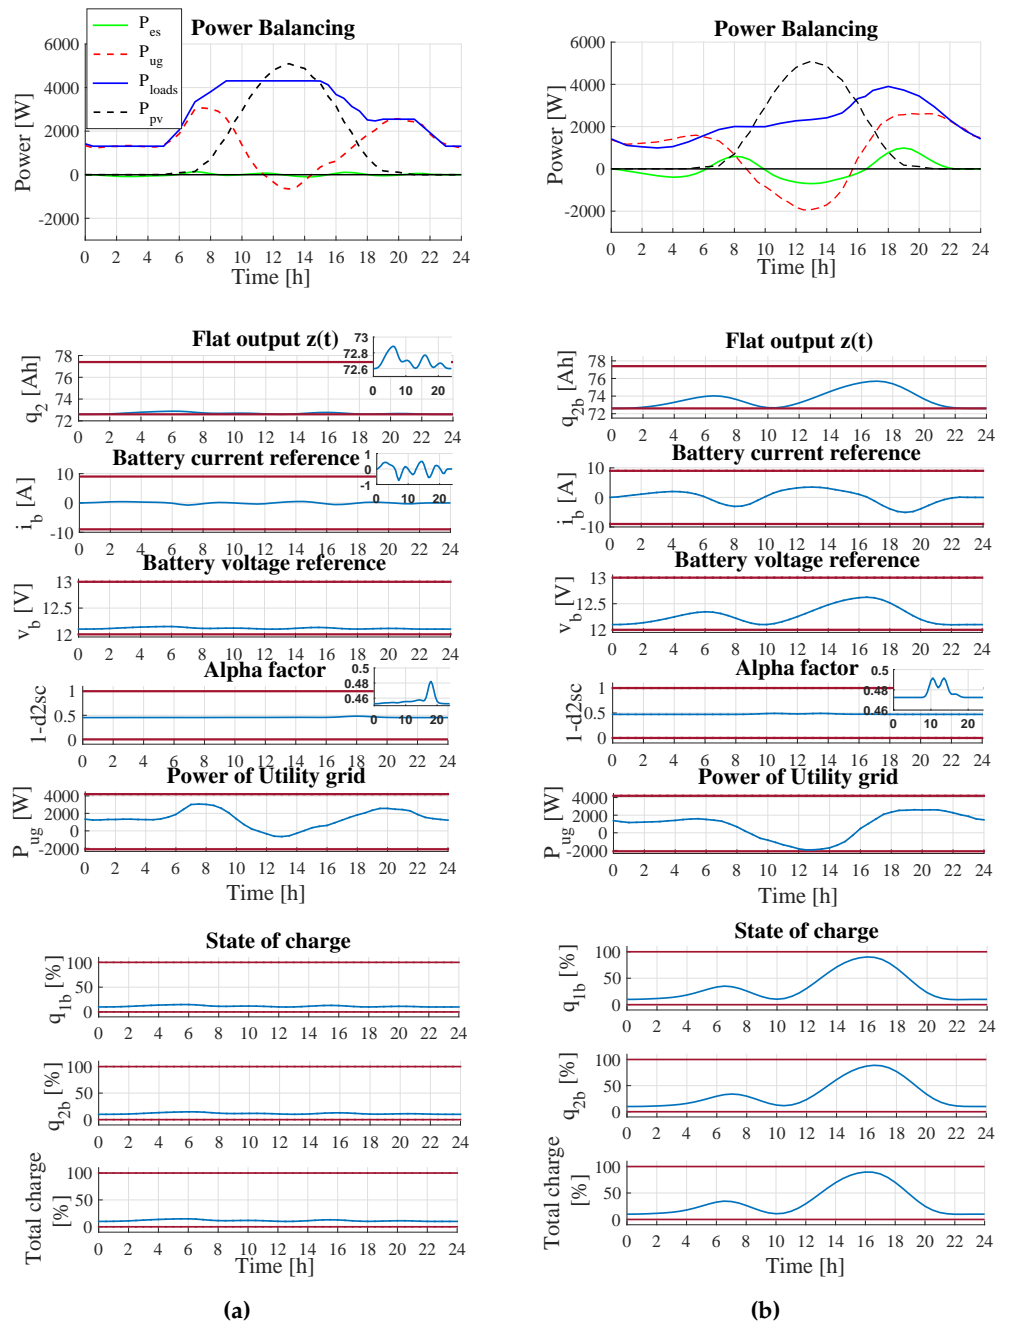 Power Balancing
P_es
P_ug
P_loads
P_pv
Power [W]
6000
4000
2000
0
-2000
0 2 4 6 8 10 12 14 16 18 20 22 24
Time [h]
Flat output z(t)
q_2 [Ah]
78
76
74
72
73
72.8
72.6
0 10 20
0 2 4 6 8 10 12 14 16 18 20 22 24
Battery current reference
i_b [A]
10
0
-10
1
0
-1
0 10 20
0 2 4 6 8 10 12 14 16 18 20 22 24
Battery voltage reference
v_b [V]
13
12.5
12
0 2 4 6 8 10 12 14 16 18 20 22 24
Alpha factor
1-d2sc
1
0.5
0
0.5
0.48
0.46
0 10 20
0 2 4 6 8 10 12 14 16 18 20 22 24
Power of Utility grid
P_ug [W]
4000
2000
0
-2000
0 2 4 6 8 10 12 14 16 18 20 22 24
Time [h]
State of charge
q_1b [%]
100
50
0
0 2 4 6 8 10 12 14 16 18 20 22 24
q_2b [%]
100
50
0
0 2 4 6 8 10 12 14 16 18 20 22 24
Total charge
[%]
100
50
0
0 2 4 6 8 10 12 14 16 18 20 22 24
Time [h]
(a)
Power Balancing
Power [W]
6000
4000
2000
0
-2000
0 2 4 6 8 10 12 14 16 18 20 22 24
Time [h]
Flat output z(t)
q_2b [Ah]
78
76
74
72
0 2 4 6 8 10 12 14 16 18 20 22 24
Battery current reference
i_b [A]
10
0
-10
0 2 4 6 8 10 12 14 16 18 20 22 24
Battery voltage reference
v_b [V]
13
12.5
12
0 2 4 6 8 10 12 14 16 18 20 22 24
Alpha factor
1-d2sc
1
0.5
0
0.5
0.48
0.46
0 10 20
0 2 4 6 8 10 12 14 16 18 20 22 24
Power of Utility grid
P_ug [W]
4000
2000
0
-2000
0 2 4 6 8 10 12 14 16 18 20 22 24
Time [h]
State of charge
q_1b [%]
100
50
0
0 2 4 6 8 10 12 14 16 18 20 22 24
q_2b [%]
100
50
0
0 2 4 6 8 10 12 14 16 18 20 22 24
Total charge
[%]
100
50
0
0 2 4 6 8 10 12 14 16 18 20 22 24
Time [h]
(b)